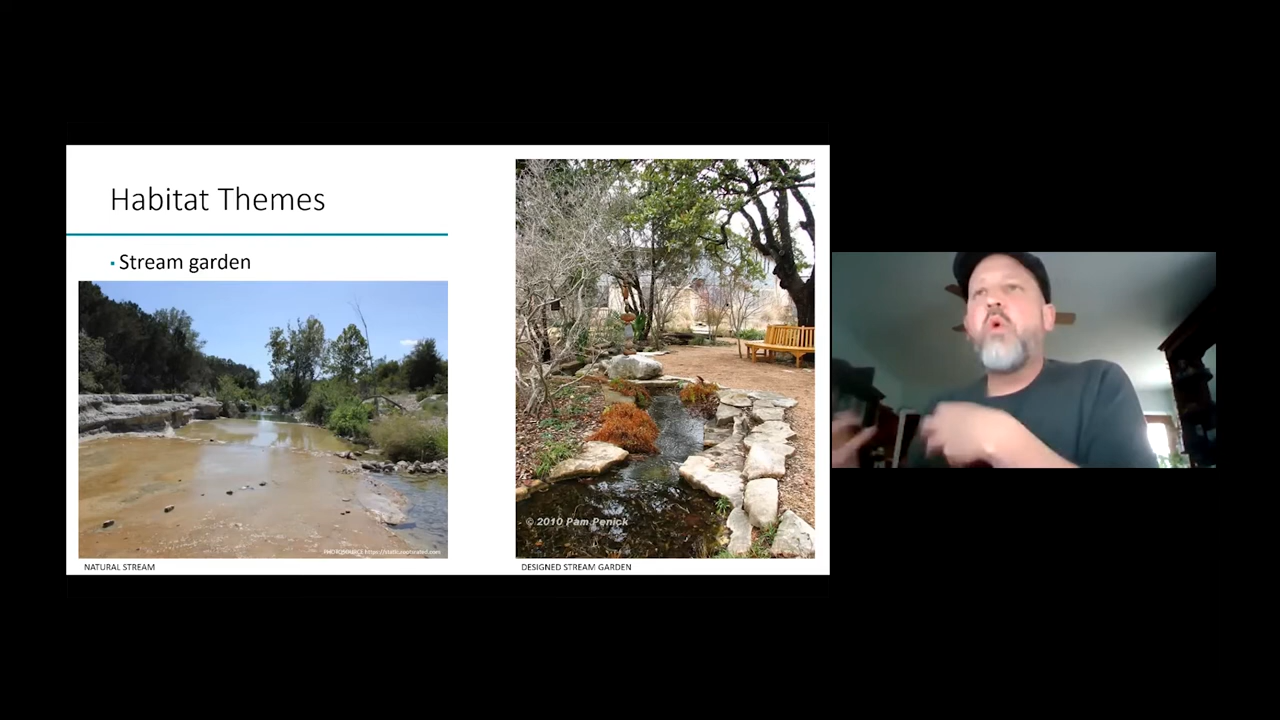 Habitat Themes
▪ Stream garden
© 2010 Pam Penick
NATURAL STREAM
DESIGNED STREAM GARDEN